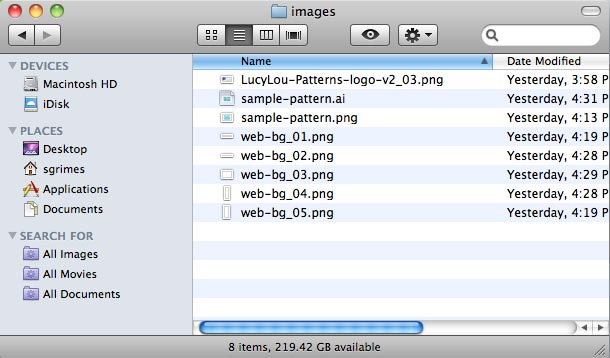 images
Name Date Modified
DEVICES
Macintosh HD
iDisk
PLACES
Desktop
sgrimes
Applications
Documents
SEARCH FOR
All Images
All Movies
All Documents
LucyLou-Patterns-logo-v2_03.png Yesterday, 3:58 P
sample-pattern.ai Yesterday, 4:31 P
sample-pattern.png Yesterday, 4:13 P
web-bg_01.png Yesterday, 4:19 P
web-bg_02.png Yesterday, 4:28 P
web-bg_03.png Yesterday, 4:29 P
web-bg_04.png Yesterday, 4:28 P
web-bg_05.png Yesterday, 4:19 P
8 items, 219.42 GB available